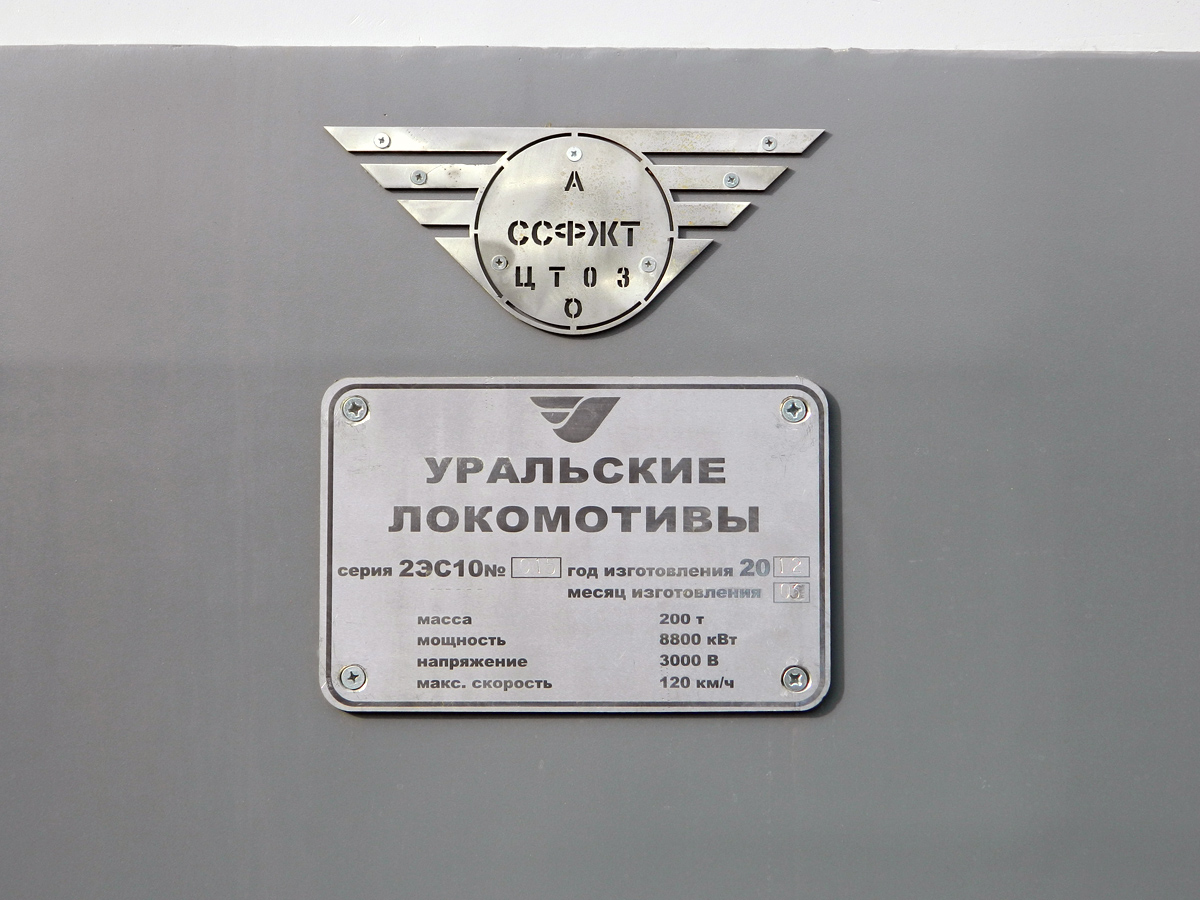 А
ССФЖТ
ЦТ03
О
УРАЛЬСКИЕ
ЛОКОМОТИВЫ
серия 2ЭС10№ год изготовления 2012
месяц изготовления
масса 200 т
мощность 8800 кВт
напряжение 3000 В
макс. скорость 120 км/ч